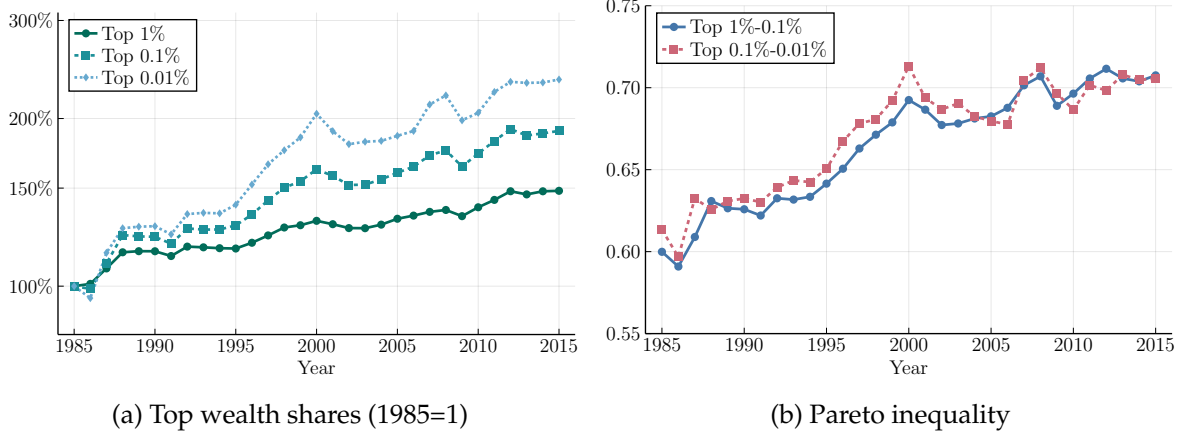 300%
200%
150%
100%
Top 1%
Top 0.1%
Top 0.01%
1985 1990 1995 2000 2005 2010 2015
Year
(a) Top wealth shares (1985=1)
0.75
0.70
0.65
0.60
0.55
Top 1%-0.1%
Top 0.1%-0.01%
1985 1990 1995 2000 2005 2010 2015
Year
(b) Pareto inequality